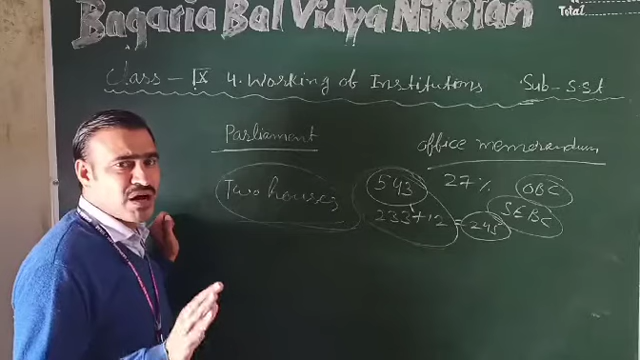 Bagaria Bal Vidya Niketan
Total
Class - IX 4. Working of Institutions Sub - S.St
Parliament office memorandum
Two houses 543 27% OBC
233+12 = 245 SEBC